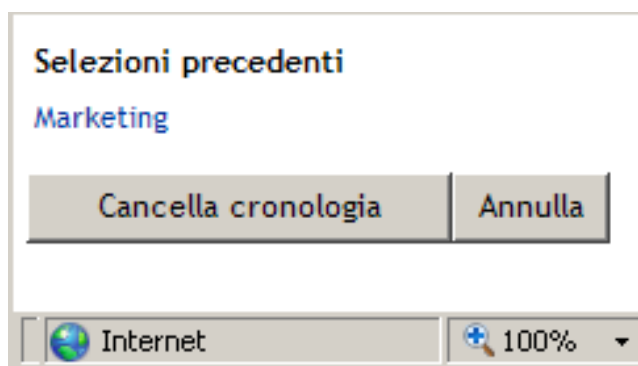 Selezioni precedenti
Marketing
Cancella cronologia Annulla
Internet 100%